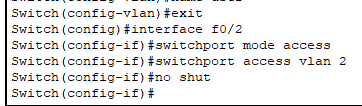 Switch(config-vlan)#exit
Switch(config)#interface f0/2
Switch(config-if)#switchport mode access
Switch(config-if)#switchport access vlan 2
Switch(config-if)#no shut
Switch(config-if)#